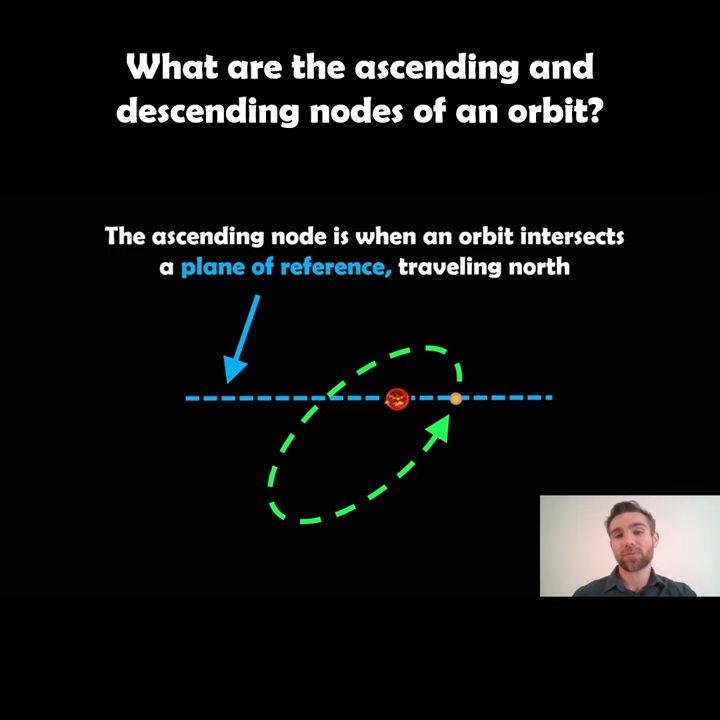 What are the ascending and
descending nodes of an orbit?
The ascending node is when an orbit intersects
a plane of reference, traveling north